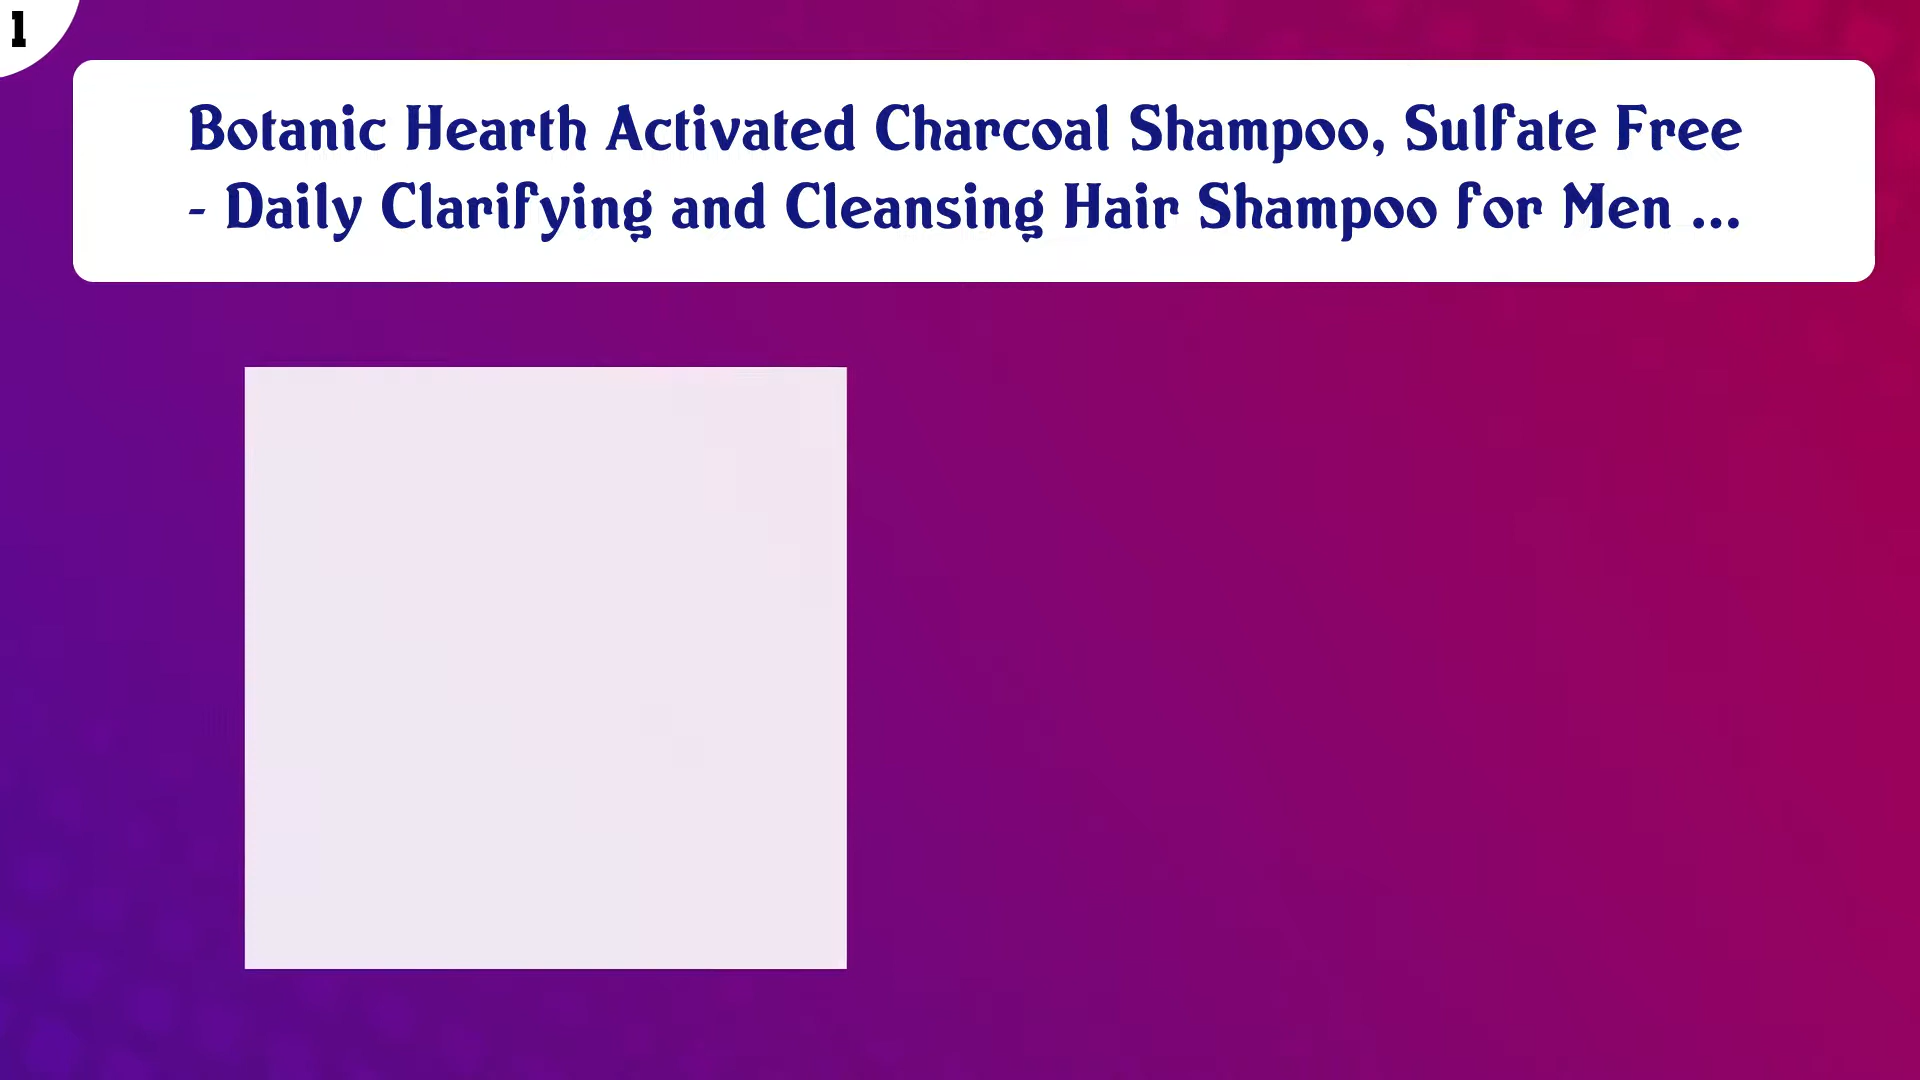 1
Botanic Hearth Activated Charcoal Shampoo, Sulfate Free
- Daily Clarifying and Cleansing Hair Shampoo for Men ...